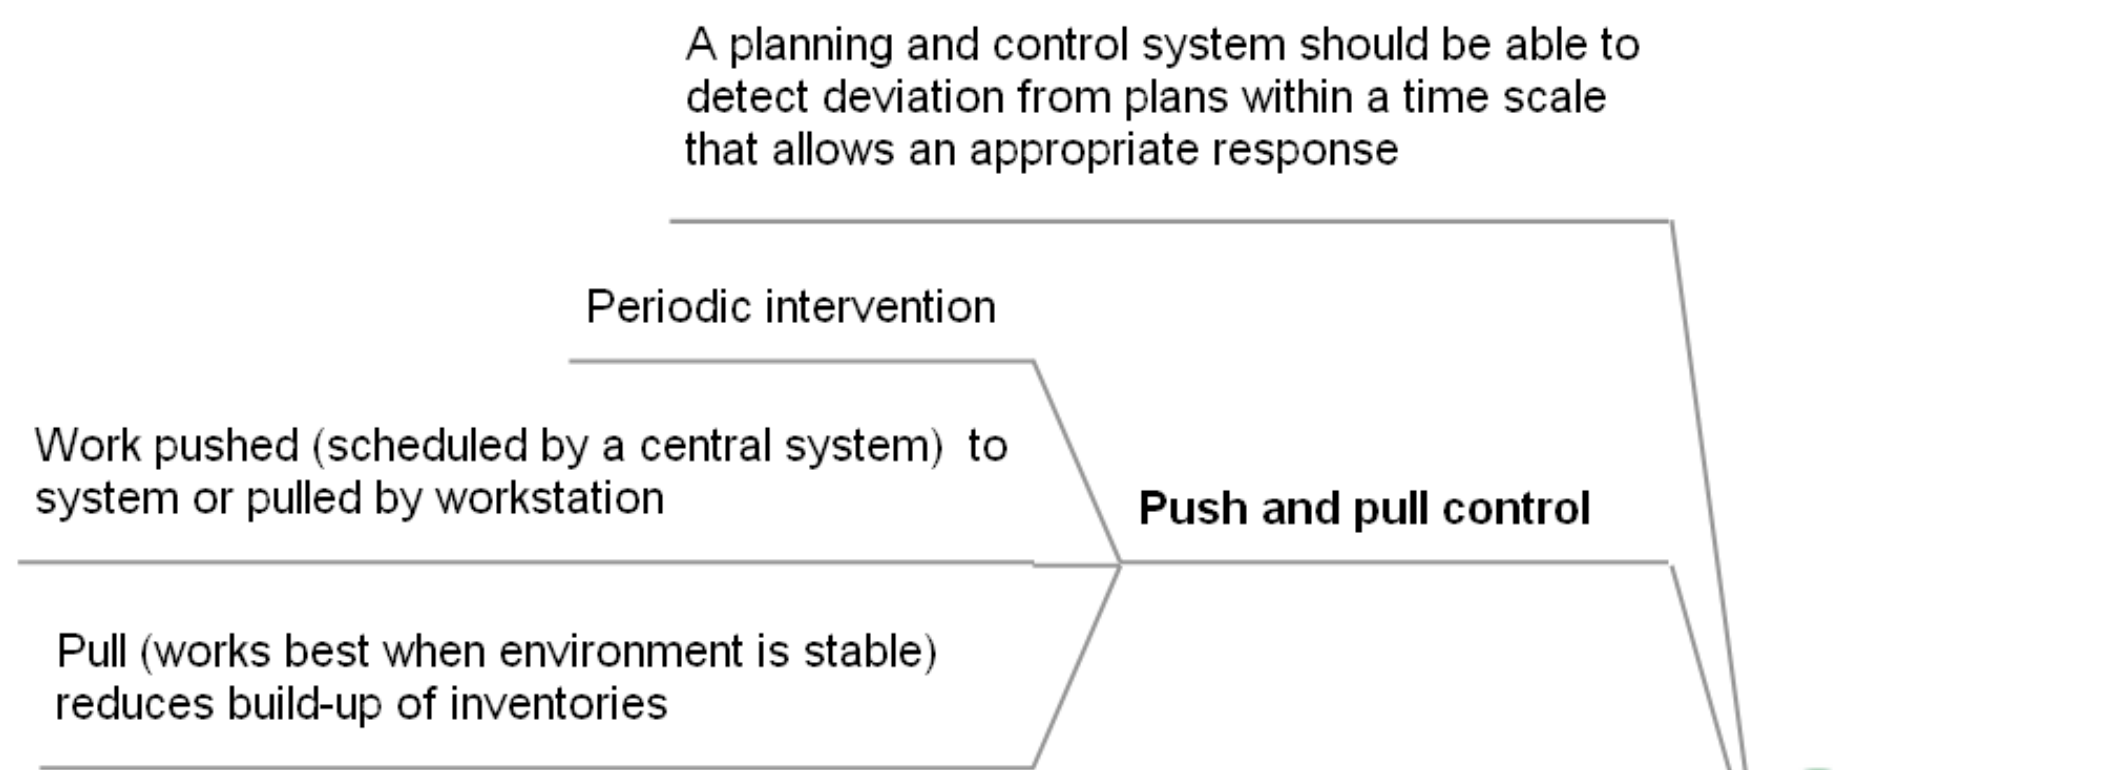 A planning and control system should be able to
detect deviation from plans within a time scale
that allows an appropriate response
Periodic intervention
Work pushed (scheduled by a central system)  to
system or pulled by workstation
Push and pull control
Pull (works best when environment is stable)
reduces build-up of inventories